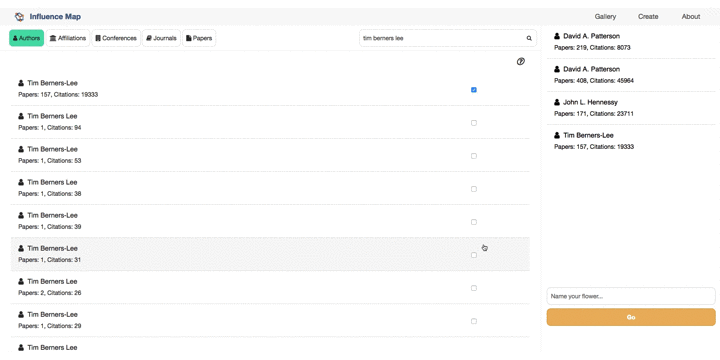 Influence Map
Gallery
Create
About
Authors
Affiliations
Conferences
Journals
Papers
tim berners lee
Tim Berners-Lee
Papers: 157, Citations: 19333
Tim Berners Lee
Papers: 1, Citations: 94
Tim Berners-Lee
Papers: 1, Citations: 53
Tim Berners Lee
Papers: 1, Citations: 38
Tim Berners-Lee
Papers: 1, Citations: 39
Tim Berners-Lee
Papers: 1, Citations: 31
Tim Berners Lee
Papers: 2, Citations: 26
Tim Berners-Lee
Papers: 1, Citations: 29
Tim Berners Lee
David A. Patterson
Papers: 219, Citations: 8073
David A. Patterson
Papers: 408, Citations: 45964
John L. Hennessy
Papers: 171, Citations: 23711
Tim Berners-Lee
Papers: 157, Citations: 19333
Name your flower...
Go